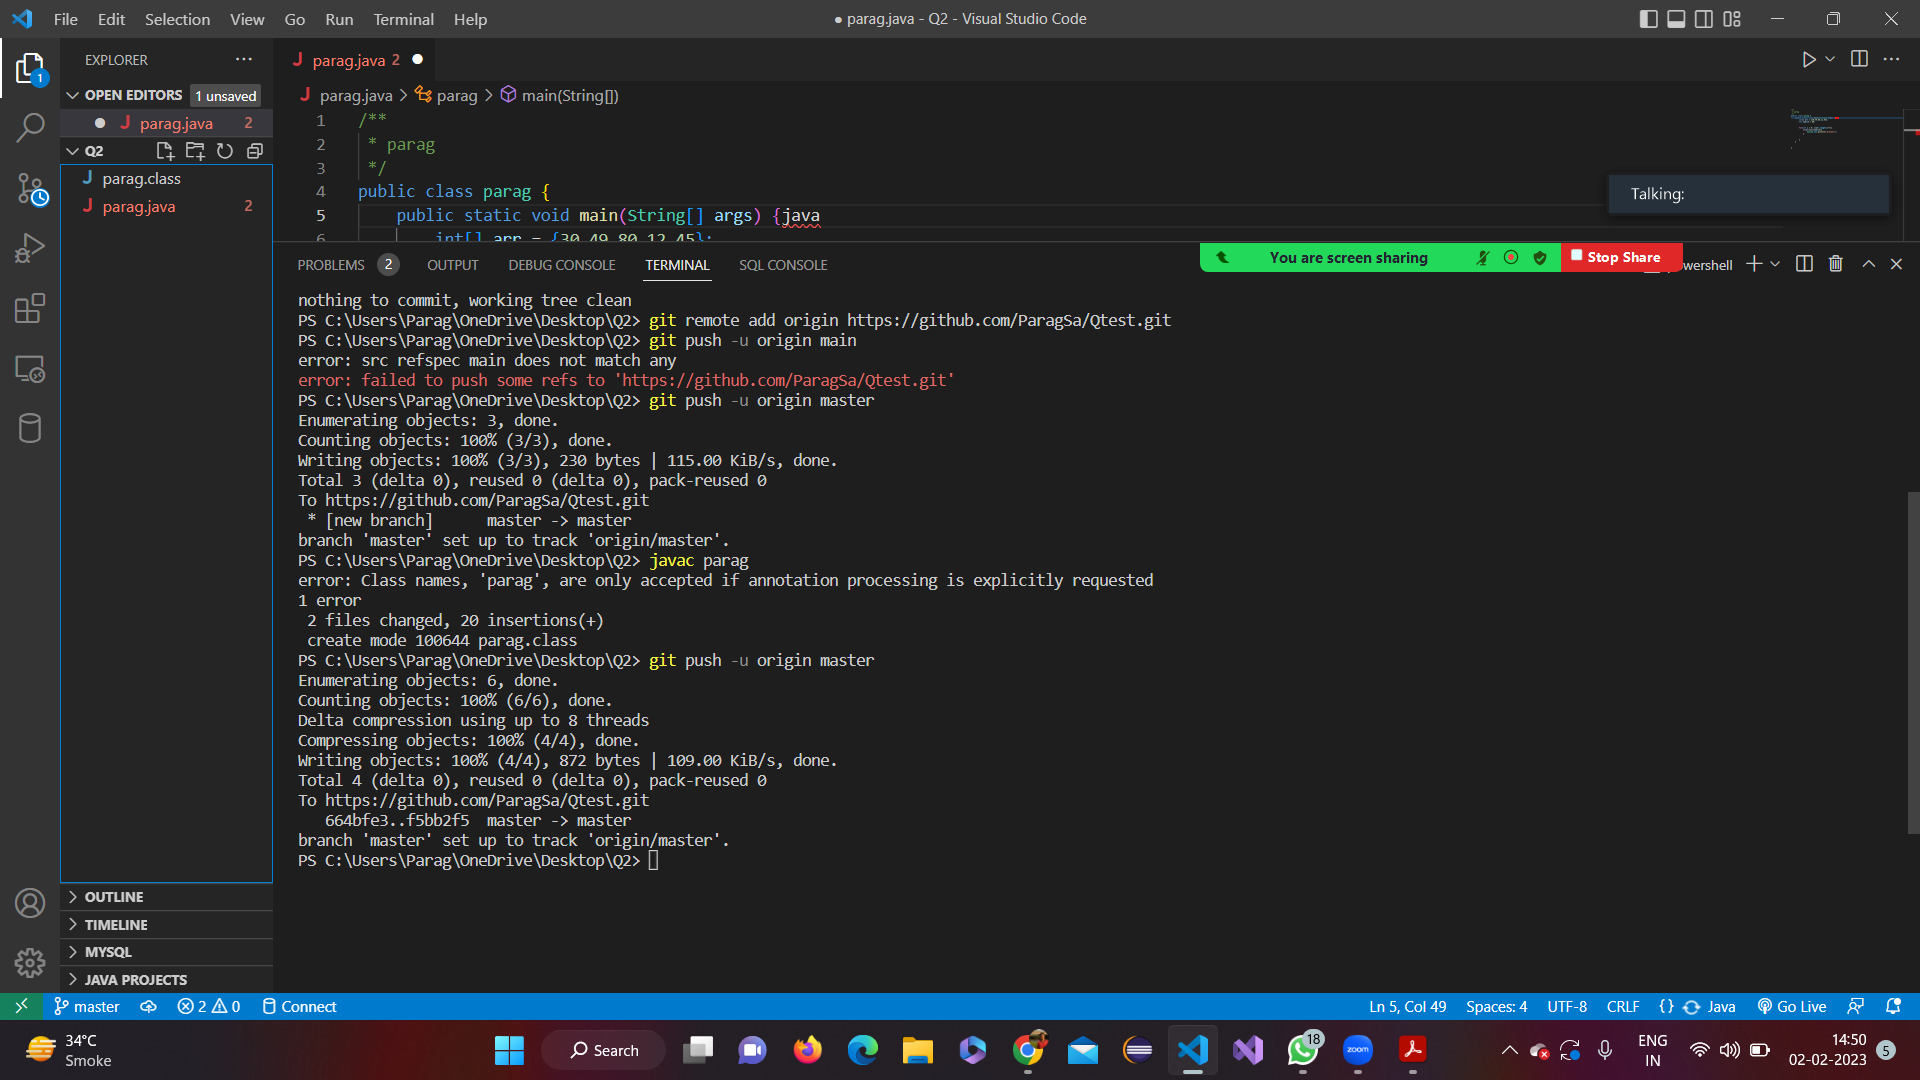 File Edit Selection View Go Run Terminal Help
● parag.java - Q2 - Visual Studio Code
EXPLORER
J parag.java 2
1
OPEN EDITORS 1 unsaved
J parag.java 2
Q2
J parag.class
J parag.java 2
OUTLINE
TIMELINE
MYSQL
JAVA PROJECTS
J parag.java > parag > main(String[])
1 /**
2 * parag
3 */
4 public class parag {
5 public static void main(String[] args) {java
6 int[] arr = {30,49,80,12,45};
Talking:
PROBLEMS 2 OUTPUT DEBUG CONSOLE TERMINAL SQL CONSOLE
You are screen sharing
Stop Share
wershell
nothing to commit, working tree clean
PS C:\Users\Parag\OneDrive\Desktop\Q2> git remote add origin https://github.com/ParagSa/Qtest.git
PS C:\Users\Parag\OneDrive\Desktop\Q2> git push -u origin main
error: src refspec main does not match any
error: failed to push some refs to 'https://github.com/ParagSa/Qtest.git'
PS C:\Users\Parag\OneDrive\Desktop\Q2> git push -u origin master
Enumerating objects: 3, done.
Counting objects: 100% (3/3), done.
Writing objects: 100% (3/3), 230 bytes | 115.00 KiB/s, done.
Total 3 (delta 0), reused 0 (delta 0), pack-reused 0
To https://github.com/ParagSa/Qtest.git
* [new branch] master -> master
branch 'master' set up to track 'origin/master'.
PS C:\Users\Parag\OneDrive\Desktop\Q2> javac parag
error: Class names, 'parag', are only accepted if annotation processing is explicitly requested
1 error
2 files changed, 20 insertions(+)
create mode 100644 parag.class
PS C:\Users\Parag\OneDrive\Desktop\Q2> git push -u origin master
Enumerating objects: 6, done.
Counting objects: 100% (6/6), done.
Delta compression using up to 8 threads
Compressing objects: 100% (4/4), done.
Writing objects: 100% (4/4), 872 bytes | 109.00 KiB/s, done.
Total 4 (delta 0), reused 0 (delta 0), pack-reused 0
To https://github.com/ParagSa/Qtest.git
664bfe3..f5bb2f5 master -> master
branch 'master' set up to track 'origin/master'.
PS C:\Users\Parag\OneDrive\Desktop\Q2>
master 2 0 Connect
Ln 5, Col 49 Spaces: 4 UTF-8 CRLF {} Java Go Live
34°C
Smoke
Search
18
zoom
ENG
IN
14:50
02-02-2023
5